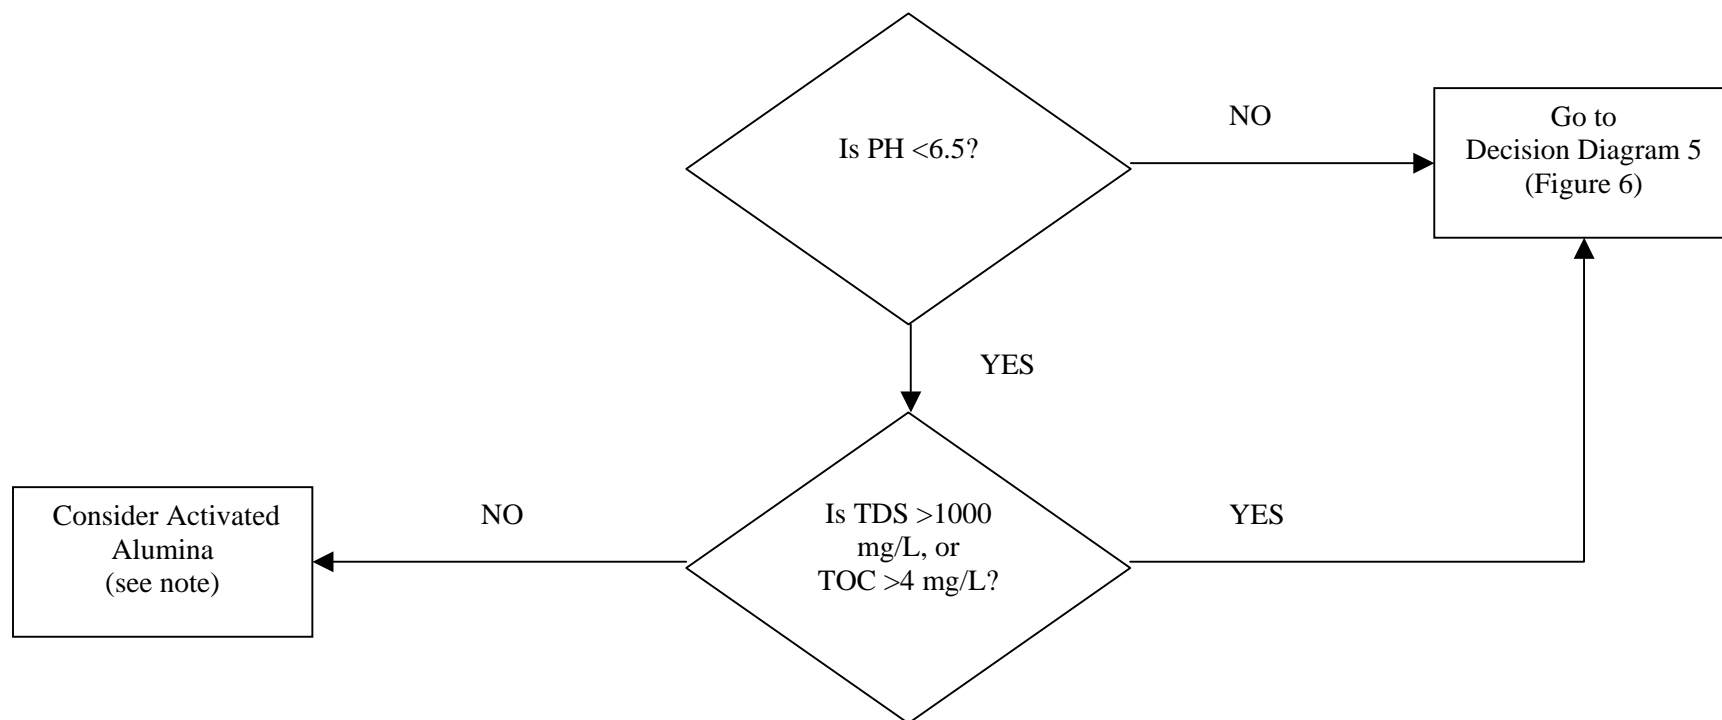 Is PH <6.5?
NO
Go to
Decision Diagram 5
(Figure 6)
YES
Consider Activated
Alumina
(see note)
NO
Is TDS >1000
mg/L, or
TOC >4 mg/L?
YES